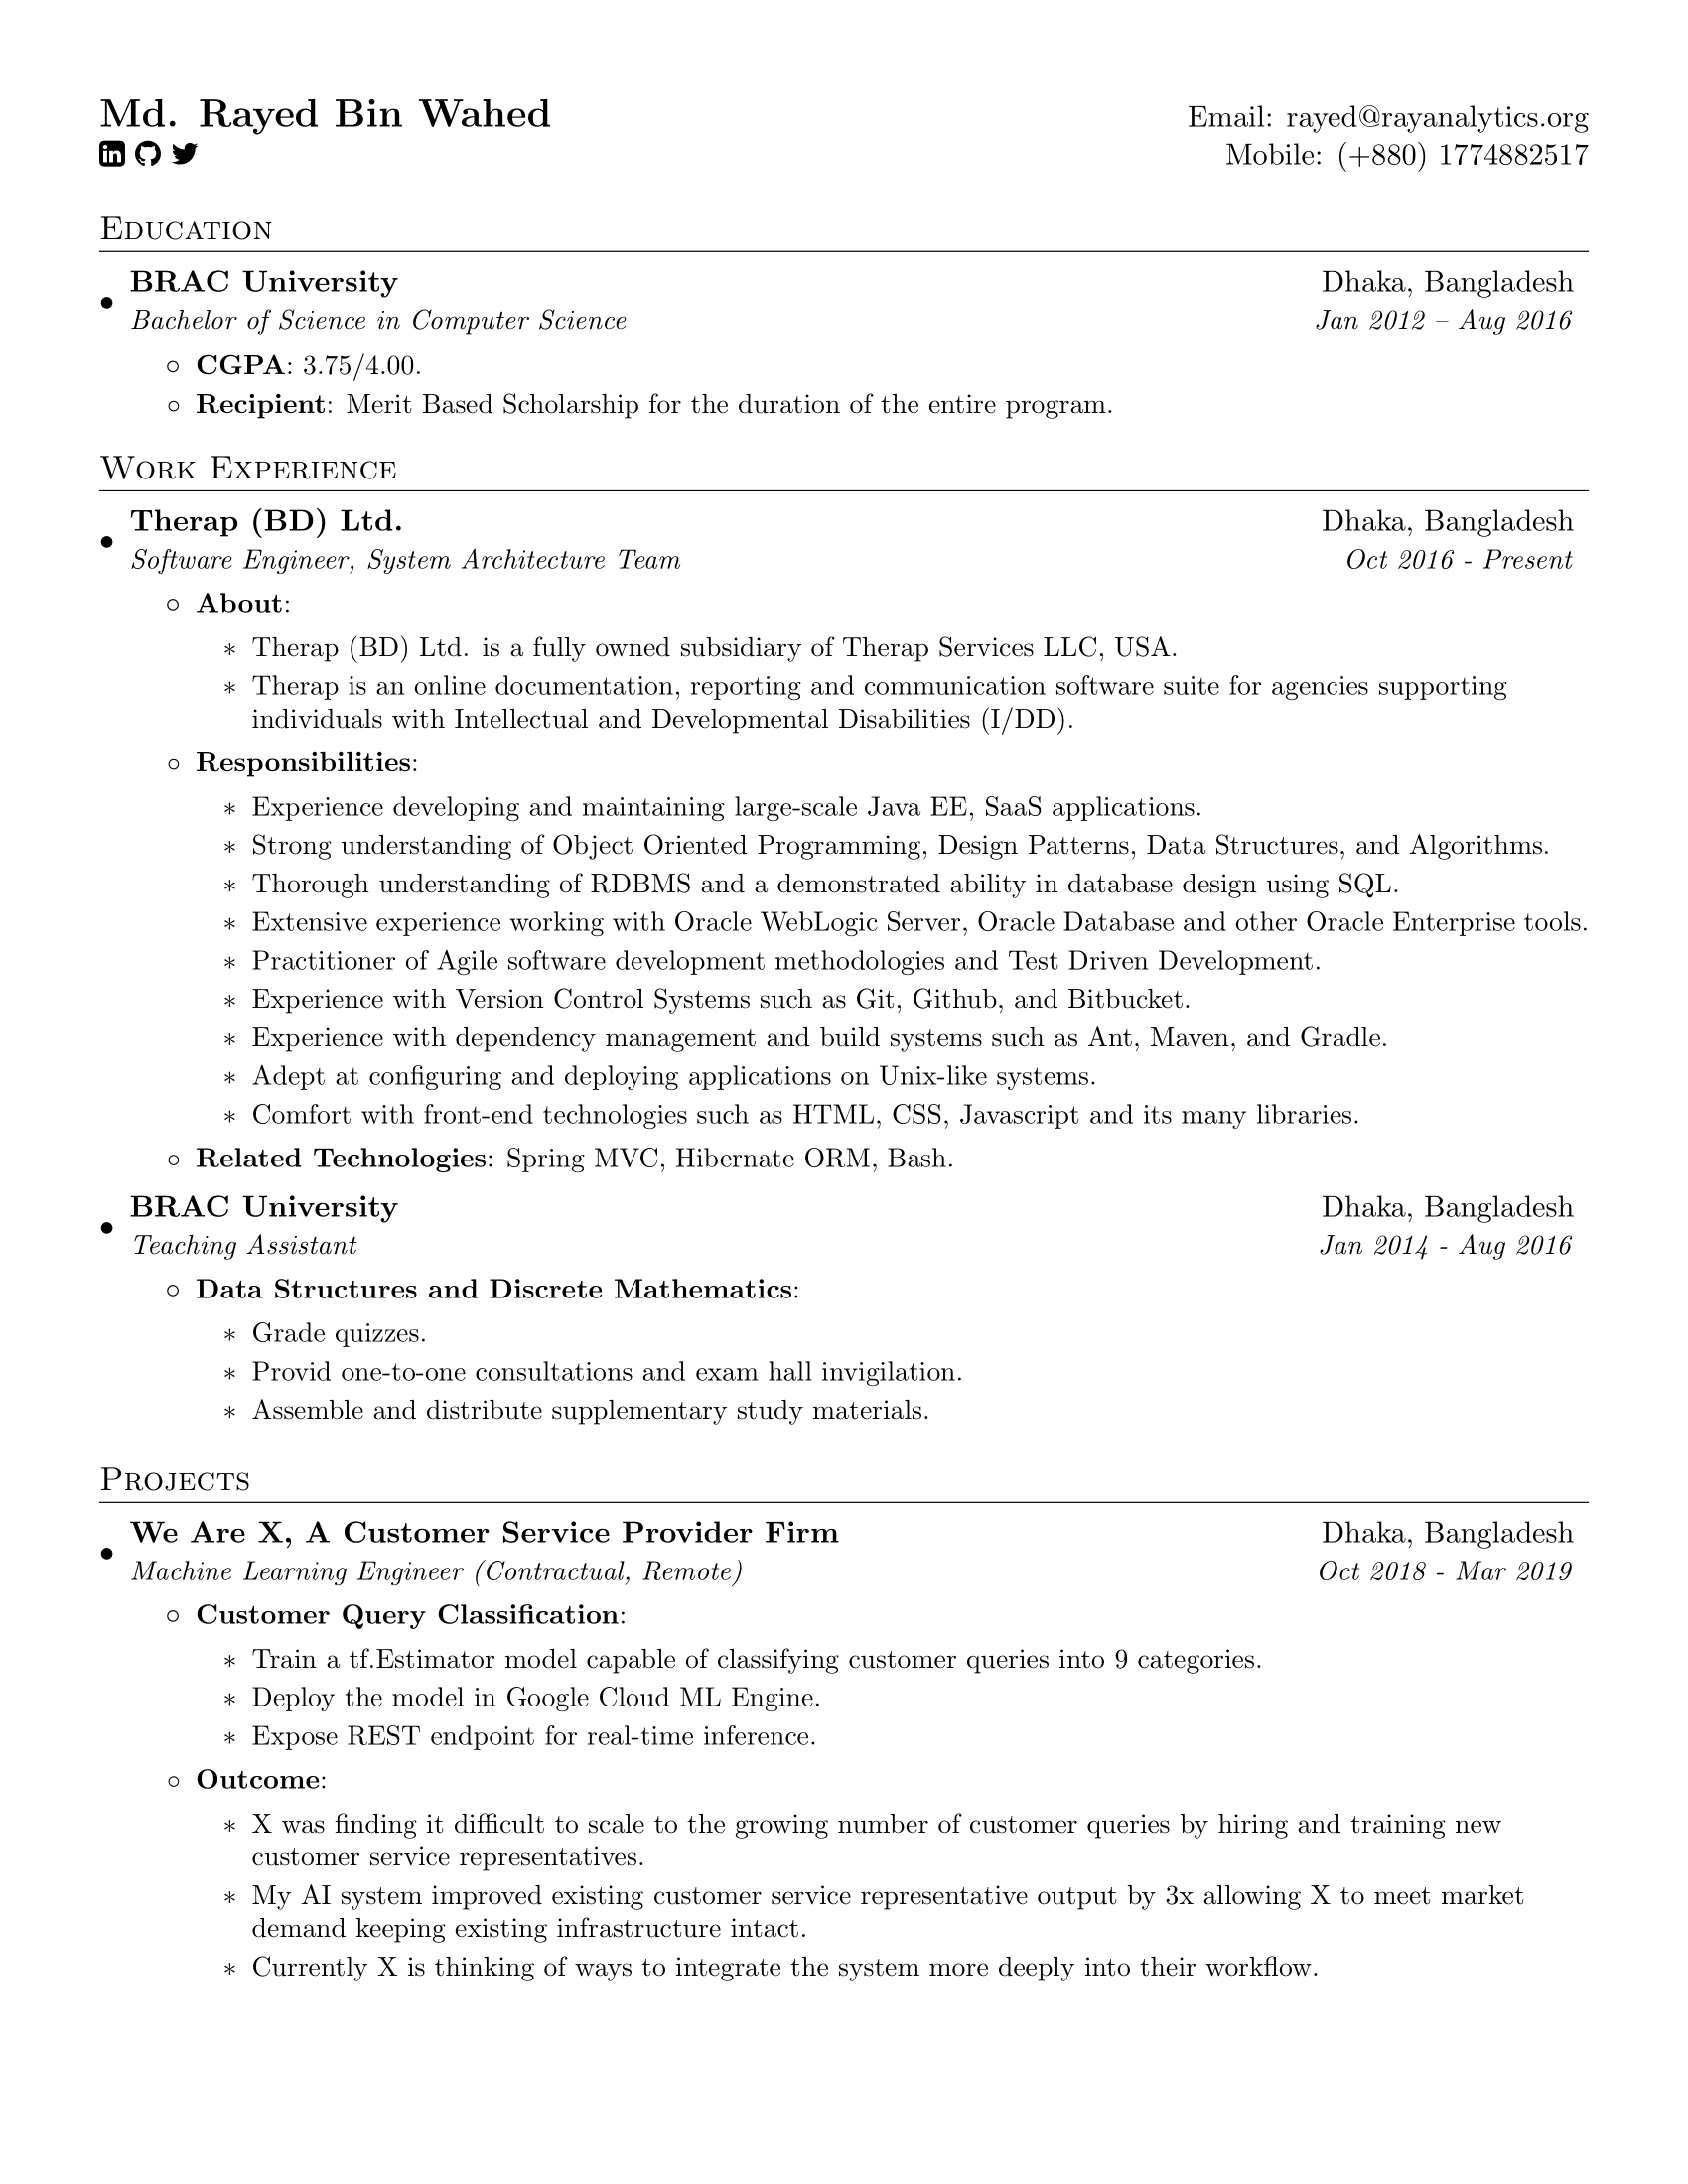 Md. Rayed Bin Wahed
Email: rayed@rayanalytics.org
Mobile: (+880) 1774882517
Education
BRAC University
Dhaka, Bangladesh
Bachelor of Science in Computer Science
Jan 2012 – Aug 2016
CGPA: 3.75/4.00.
Recipient: Merit Based Scholarship for the duration of the entire program.
Work Experience
Therap (BD) Ltd.
Dhaka, Bangladesh
Software Engineer, System Architecture Team
Oct 2016 - Present
About:
∗ Therap (BD) Ltd. is a fully owned subsidiary of Therap Services LLC, USA.
∗ Therap is an online documentation, reporting and communication software suite for agencies supporting
individuals with Intellectual and Developmental Disabilities (I/DD).
Responsibilities:
∗ Experience developing and maintaining large-scale Java EE, SaaS applications.
∗ Strong understanding of Object Oriented Programming, Design Patterns, Data Structures, and Algorithms.
∗ Thorough understanding of RDBMS and a demonstrated ability in database design using SQL.
∗ Extensive experience working with Oracle WebLogic Server, Oracle Database and other Oracle Enterprise tools.
∗ Practitioner of Agile software development methodologies and Test Driven Development.
∗ Experience with Version Control Systems such as Git, Github, and Bitbucket.
∗ Experience with dependency management and build systems such as Ant, Maven, and Gradle.
∗ Adept at configuring and deploying applications on Unix-like systems.
∗ Comfort with front-end technologies such as HTML, CSS, Javascript and its many libraries.
Related Technologies: Spring MVC, Hibernate ORM, Bash.
BRAC University
Dhaka, Bangladesh
Teaching Assistant
Jan 2014 - Aug 2016
Data Structures and Discrete Mathematics:
∗ Grade quizzes.
∗ Provid one-to-one consultations and exam hall invigilation.
∗ Assemble and distribute supplementary study materials.
Projects
We Are X, A Customer Service Provider Firm
Dhaka, Bangladesh
Machine Learning Engineer (Contractual, Remote)
Oct 2018 - Mar 2019
Customer Query Classification:
∗ Train a tf.Estimator model capable of classifying customer queries into 9 categories.
∗ Deploy the model in Google Cloud ML Engine.
∗ Expose REST endpoint for real-time inference.
Outcome:
∗ X was finding it difficult to scale to the growing number of customer queries by hiring and training new
customer service representatives.
∗ My AI system improved existing customer service representative output by 3x allowing X to meet market
demand keeping existing infrastructure intact.
∗ Currently X is thinking of ways to integrate the system more deeply into their workflow.